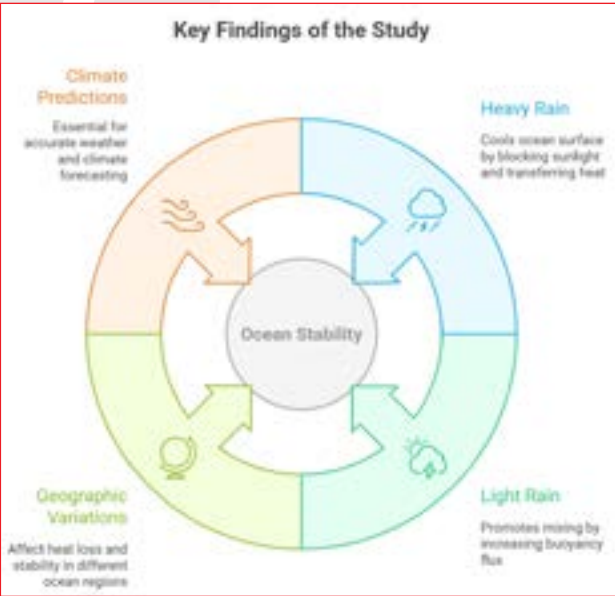 Key Findings of the Study
Climate
Predictions
Essential for
accurate weather
and climate
forecasting
Heavy Rain
Cools ocean surface
by blocking sunlight
and transferring heat
Ocean Stability
Geographic
Variations
Affect heat loss and
stability in different
ocean regions
Light Rain
Promotes mixing by
increasing buoyancy
flux